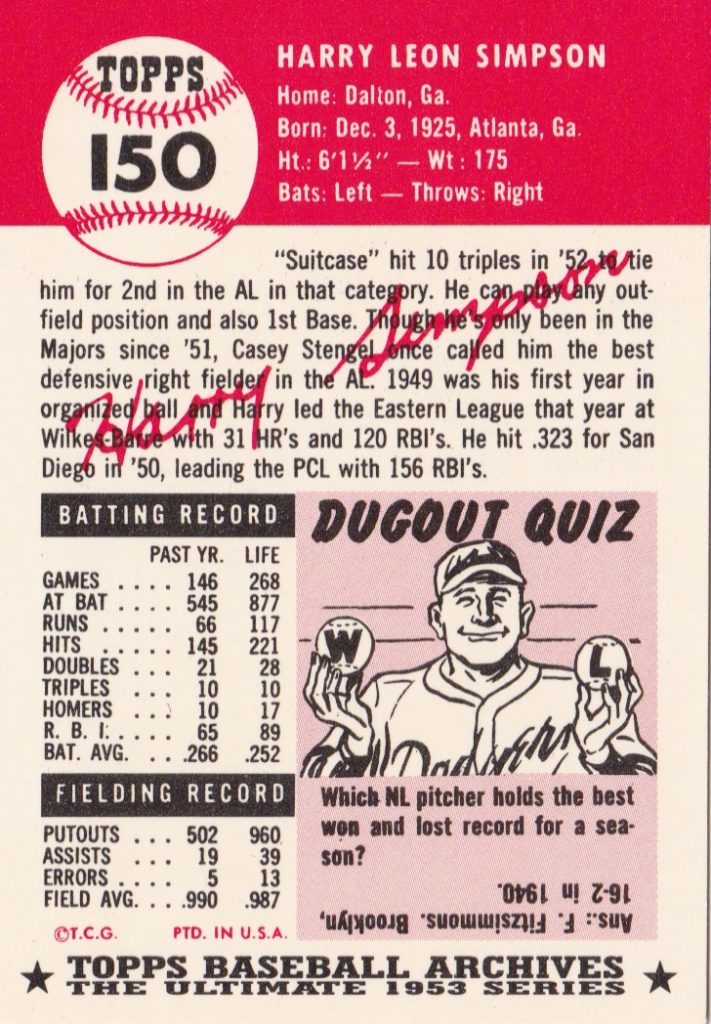 TOPPS
150
HARRY LEON SIMPSON
Home: Dalton, Ga.
Born: Dec. 3, 1925, Atlanta, Ga.
Ht.: 6'1½" — Wt: 175
Bats: Left — Throws: Right
"Suitcase" hit 10 triples in '52 to tie
him for 2nd in the AL in that category. He can play any out-
field position and also 1st Base. Though he's only been in the
Majors since '51, Casey Stengel once called him the best
defensive right fielder in the AL. 1949 was his first year in
organized ball and Harry led the Eastern League that year at
Wilkes-Barre with 31 HR's and 120 RBI's. He hit .323 for San
Diego in '50, leading the PCL with 156 RBI's.
Harry Simpson
BATTING RECORD
PAST YR. LIFE
GAMES .... 146 268
AT BAT .... 545 877
RUNS ..... 66 117
HITS ..... 145 221
DOUBLES ... 21 28
TRIPLES ... 10 10
HOMERS ... 10 17
R. B. I. .... 65 89
BAT. AVG. ... .266 .252
FIELDING RECORD
PUTOUTS ... 502 960
ASSISTS ... 19 39
ERRORS .... 5 13
FIELD AVG. ... .990 .987
©T.C.G. PTD. IN U.S.A.
DUGOUT QUIZ
W
L
Dodgers
Which NL pitcher holds the best
won and lost record for a sea-
son?
Ans.: F. Fitzsimmons. Brooklyn,
16-2 in 1940.
★ TOPPS BASEBALL ARCHIVES ★
THE ULTIMATE 1953 SERIES